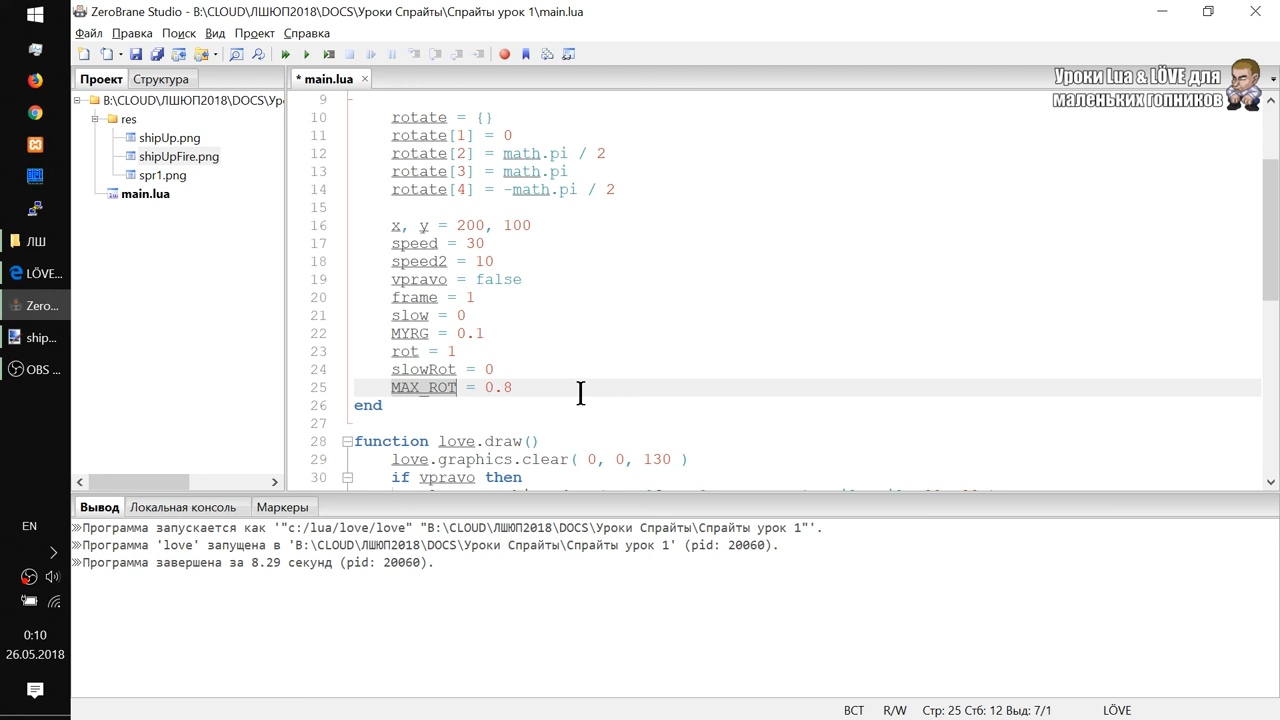 ZeroBrane Studio - B:\CLOUD\ЛШЮП2018\DOCS\Уроки Спрайты\Спрайты урок 1\main.lua
Файл Правка Поиск Вид Проект Справка
Проект Структура
* main.lua
Уроки Lua & LÖVE для
маленьких гопников
B:\CLOUD\ЛШЮП2018\DOCS\Уро
res
shipUp.png
shipUpFire.png
spr1.png
main.lua
9
10 rotate = {}
11 rotate[1] = 0
12 rotate[2] = math.pi / 2
13 rotate[3] = math.pi
14 rotate[4] = -math.pi / 2
15
16 x, y = 200, 100
17 speed = 30
18 speed2 = 10
19 vpravo = false
20 frame = 1
21 slow = 0
22 MYRG = 0.1
23 rot = 1
24 slowRot = 0
25 MAX_ROT = 0.8
26 end
27
28 function love.draw()
29 love.graphics.clear( 0, 0, 130 )
30 if vpravo then
Вывод Локальная консоль Маркеры
Программа запускается как '"c:/lua/love/love" "B:\CLOUD\ЛШЮП2018\DOCS\Уроки Спрайты\Спрайты урок 1"'.
Программа 'love' запущена в 'B:\CLOUD\ЛШЮП2018\DOCS\Уроки Спрайты\Спрайты урок 1' (pid: 20060).
Программа завершена за 8.29 секунд (pid: 20060).
ВСТ R/W Стр: 25 Стб: 12 Выд: 7/1 LÖVE
ЛШ
LÖVE...
Zero...
ship...
OBS ...
EN
0:10
26.05.2018